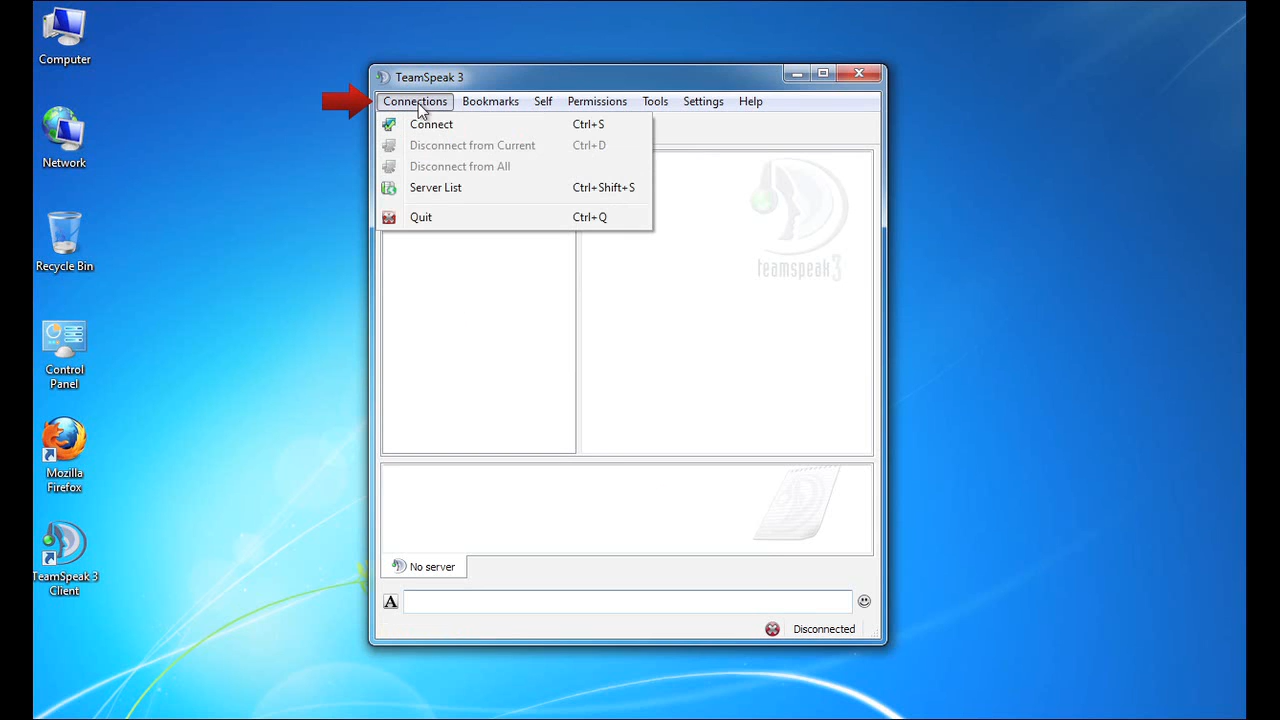 Computer
Network
Recycle Bin
Control
Panel
Mozilla
Firefox
TeamSpeak 3
Client
TeamSpeak 3
Connections Bookmarks Self Permissions Tools Settings Help
Connect Ctrl+S
Disconnect from Current Ctrl+D
Disconnect from All
Server List Ctrl+Shift+S
Quit Ctrl+Q
teamspeak3
No server
A
Disconnected